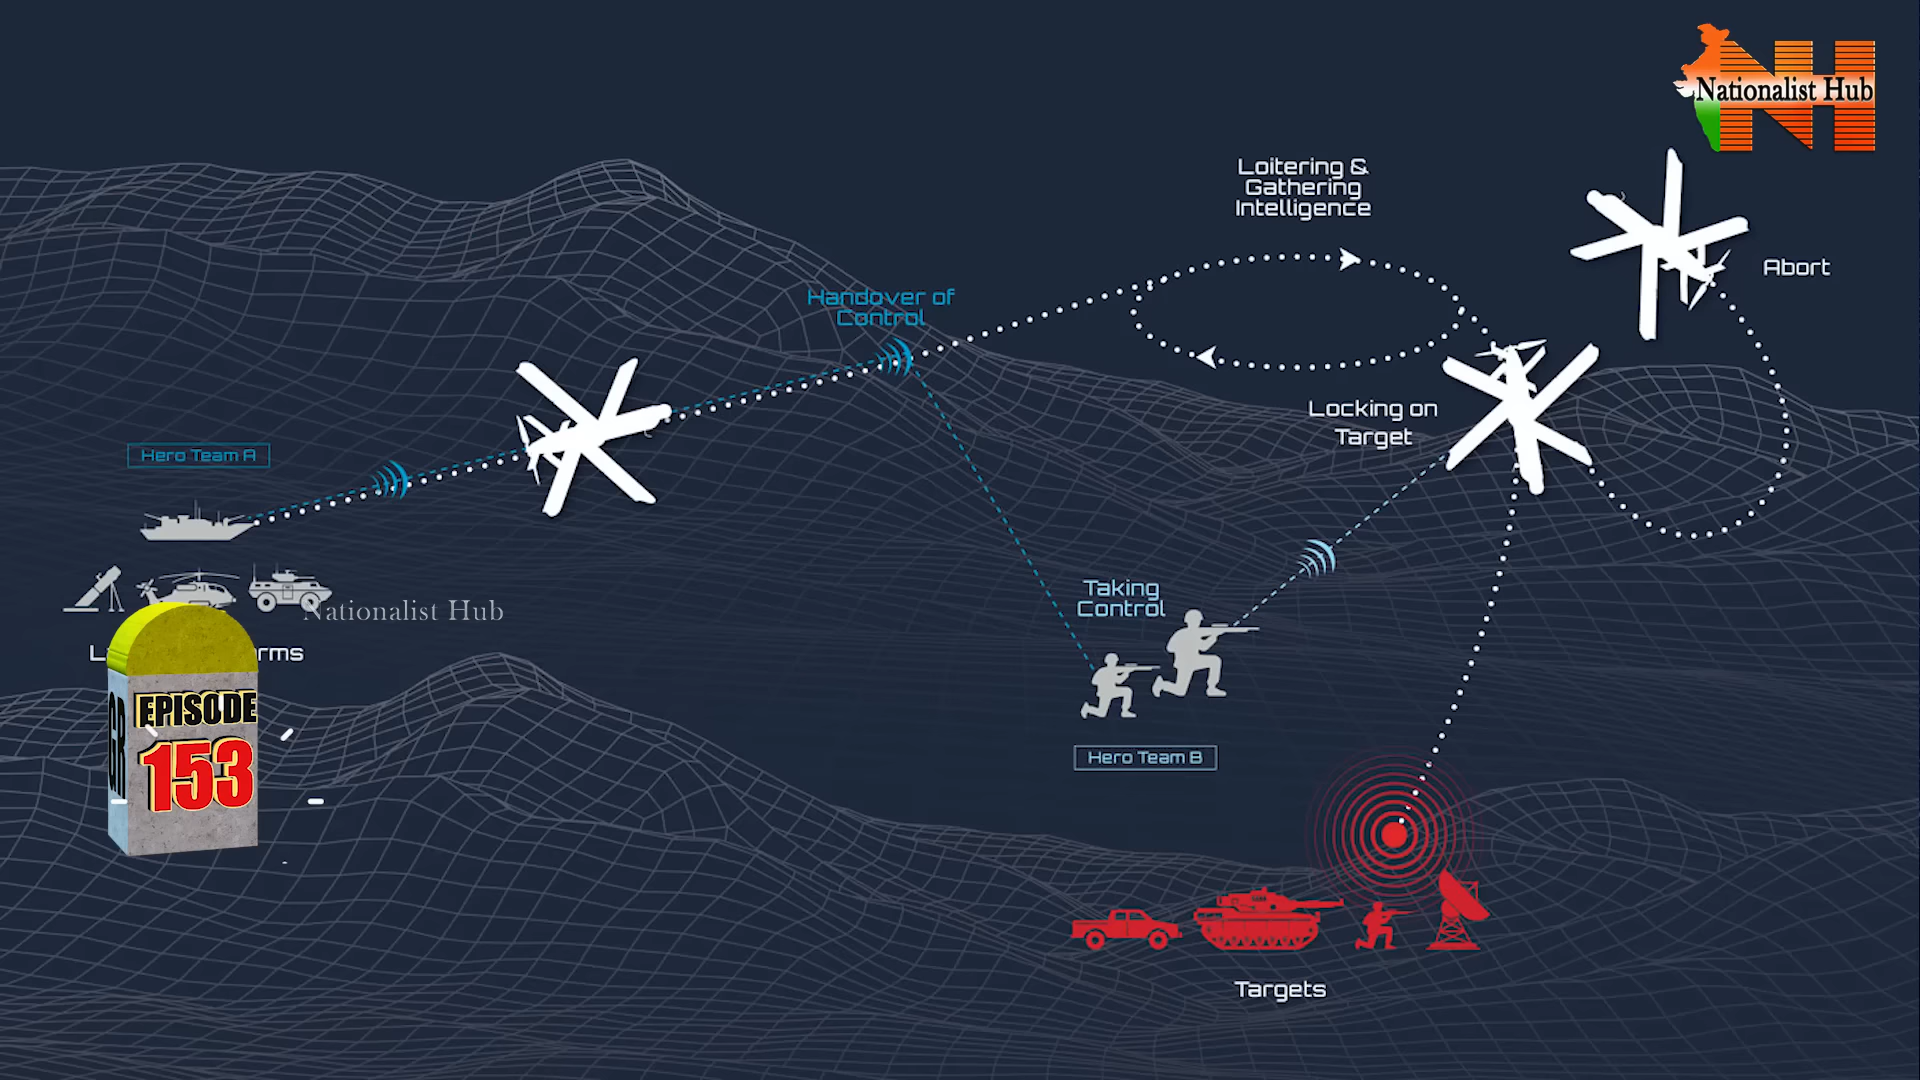 Nationalist Hub
Loitering &
Gathering
Intelligence
Abort
Handover of
Control
Locking on
Target
Hero Team A
Nationalist Hub
Taking
Control
GR
EPISODE
153
Hero Team B
Targets